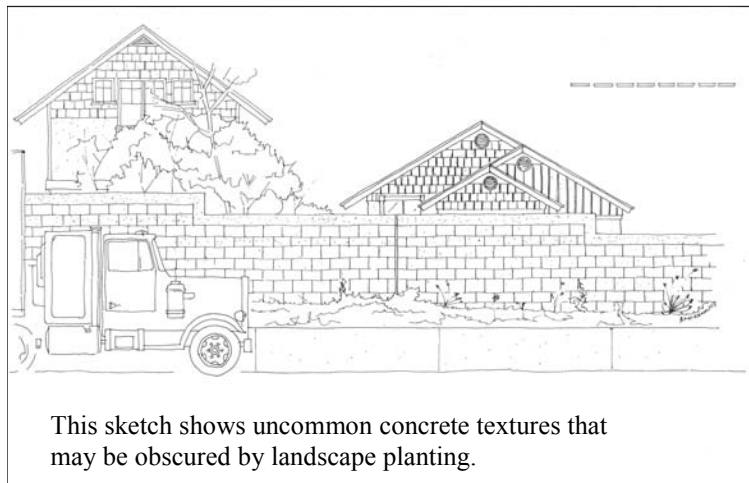 This sketch shows uncommon concrete textures that
may be obscured by landscape planting.